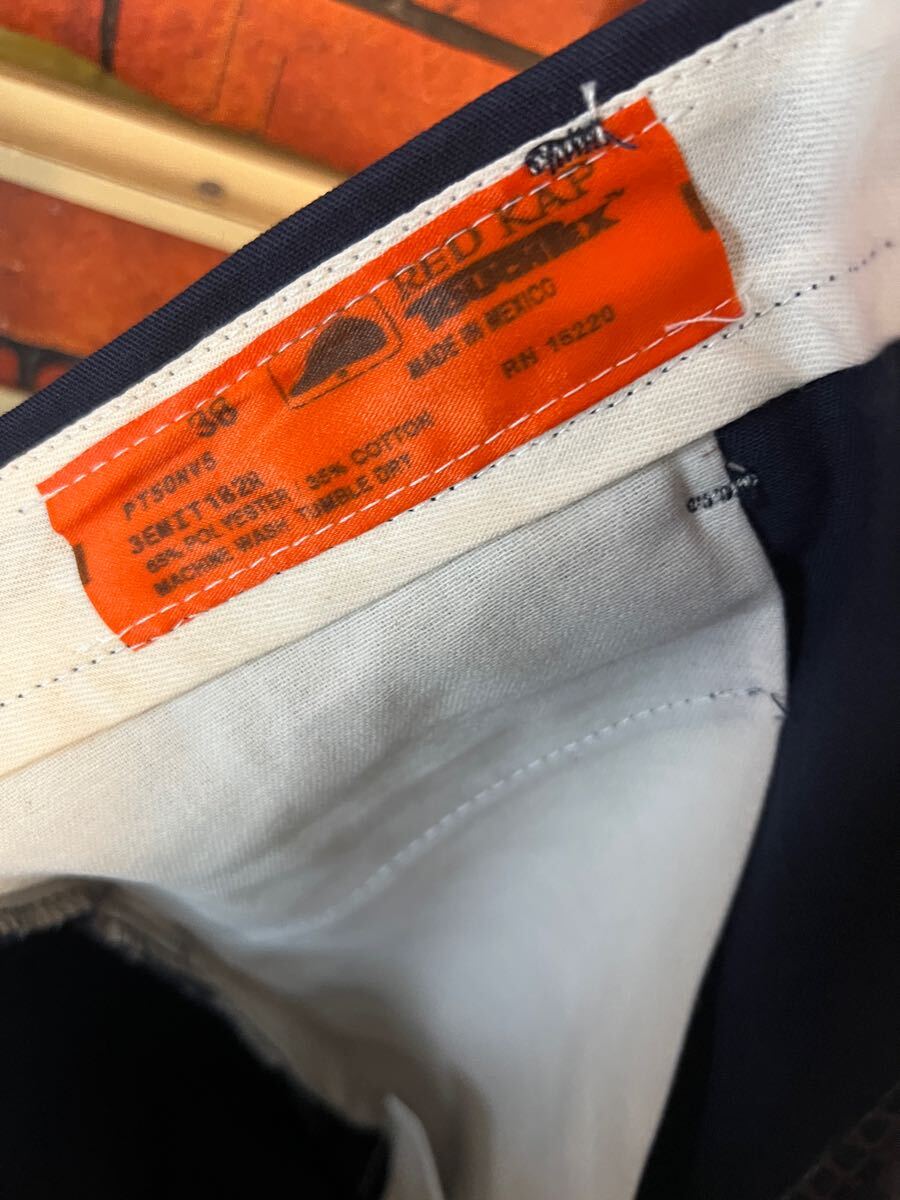 RED KAP
MADE IN MEXICO
38
RN 15220
PT50NV5
65% POLYESTER 35% COTTON
MACHINE WASH TUMBLE DRY